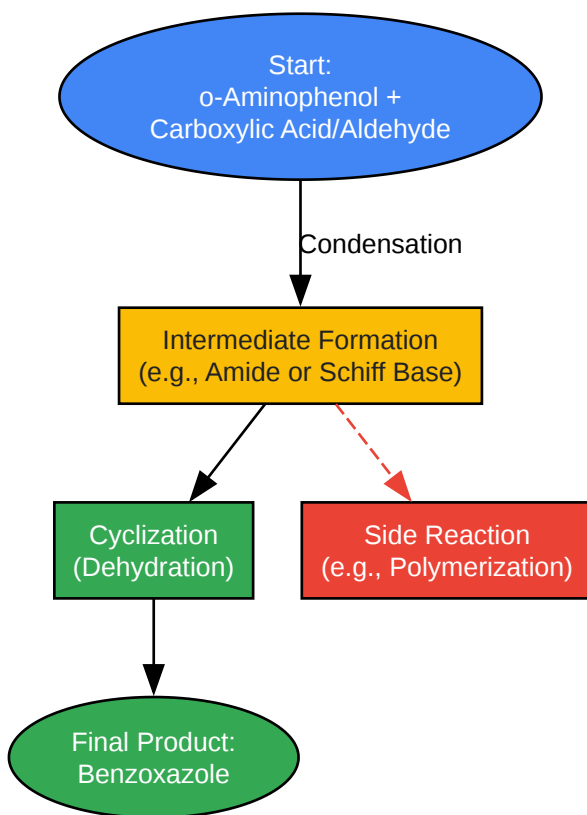 Start:
o-Aminophenol +
Carboxylic Acid/Aldehyde
Condensation
Intermediate Formation
(e.g., Amide or Schiff Base)
Cyclization
(Dehydration)
Side Reaction
(e.g., Polymerization)
Final Product:
Benzoxazole